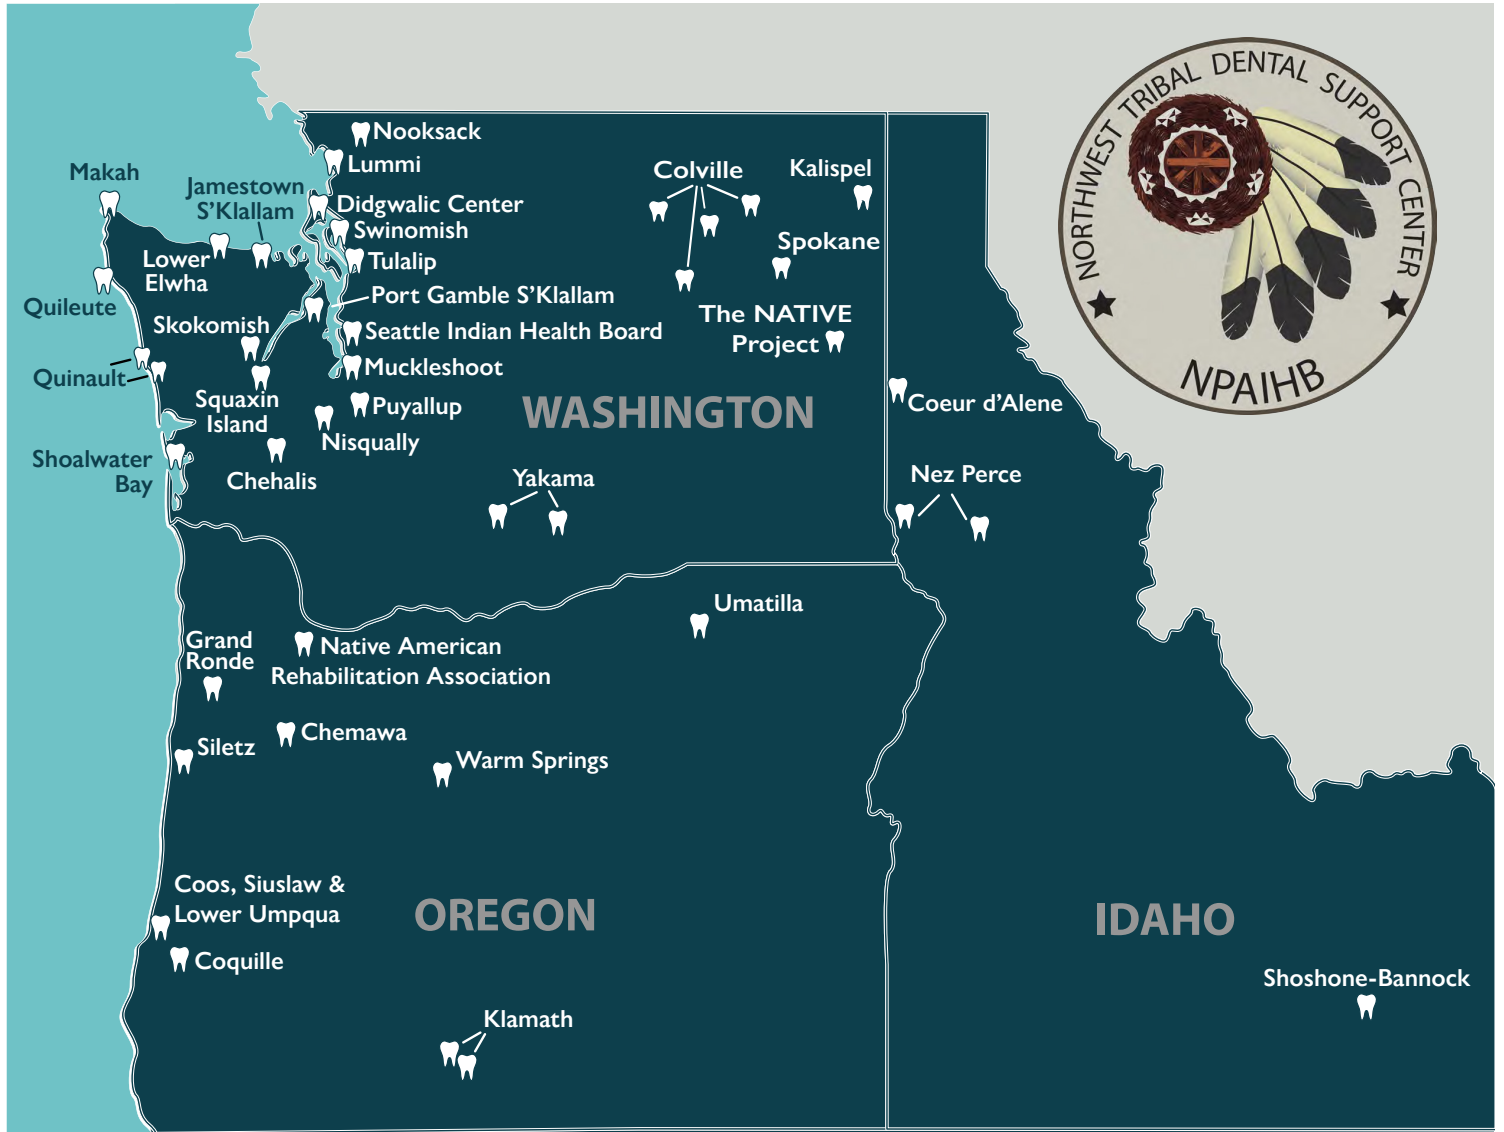 NORTHWEST TRIBAL DENTAL SUPPORT CENTER
NPAIHB
Nooksack
Lummi
Makah
Jamestown
S'Klallam
Didgwalic Center
Swinomish
Tulalip
Lower
Elwha
Quileute
Port Gamble S'Klallam
Skokomish
Seattle Indian Health Board
Muckleshoot
Quinault
Squaxin
Island
Puyallup
Nisqually
Shoalwater
Bay
Chehalis
Colville
Kalispel
Spokane
The NATIVE
Project
WASHINGTON
Yakama
Coeur d'Alene
Nez Perce
Umatilla
Grand
Ronde
Native American
Rehabilitation Association
Chemawa
Siletz
Warm Springs
Coos, Siuslaw &
Lower Umpqua
OREGON
Coquille
Klamath
IDAHO
Shoshone-Bannock